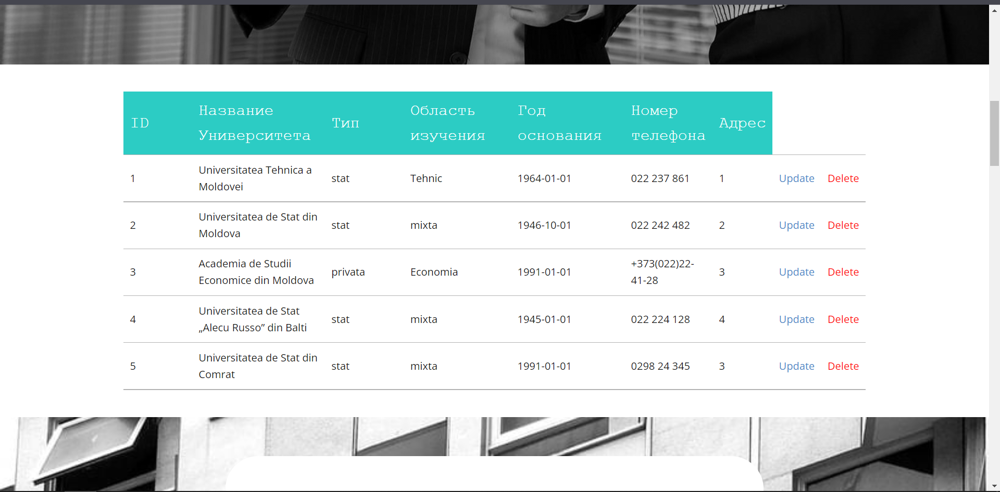 ID Название Университета Тип Область изучения Год основания Номер телефона Адрес
1 Universitatea Tehnica a Moldovei stat Tehnic 1964-01-01 022 237 861 1 Update Delete
2 Universitatea de Stat din Moldova stat mixta 1946-10-01 022 242 482 2 Update Delete
3 Academia de Studii Economice din Moldova privata Economia 1991-01-01 +373(022)22-41-28 3 Update Delete
4 Universitatea de Stat „Alecu Russo” din Balti stat mixta 1945-01-01 022 224 128 4 Update Delete
5 Universitatea de Stat din Comrat stat mixta 1991-01-01 0298 24 345 3 Update Delete